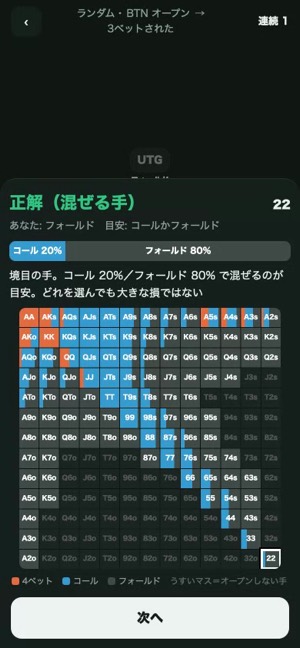 ランダム・BTN オープン →
3ベットされた
連続 1
UTG
正解（混ぜる手）
22
あなた: フォールド 目安: コールかフォールド
コール 20%
フォールド 80%
境目の手。コール 20%／フォールド 80% で混ぜるのが
目安。どれを選んでも大きな損ではない
AA AKs AQs AJs ATs A9s A8s A7s A6s A5s A4s A3s A2s
AKo KK KQs KJs KTs K9s K8s K7s K6s K5s K4s K3s K2s
AQo KQo QQ QJs QTs Q9s Q8s Q7s Q6s Q5s Q4s Q3s Q2s
AJo KJo QJo JJ JTs J9s J8s J7s J6s J5s J4s J3s J2s
ATo KTo QTo JTo TT T9s T8s T7s T6s T5s T4s T3s T2s
A9o K9o Q9o J9o T9o 99 98s 97s 96s 95s 94s 93s 92s
A8o K8o Q8o J8o T8o 98o 88 87s 86s 85s 84s 83s 82s
A7o K7o Q7o J7o T7o 97o 87o 77 76s 75s 74s 73s 72s
A6o K6o Q6o J6o T6o 96o 86o 76o 66 65s 64s 63s 62s
A5o K5o Q5o J5o T5o 95o 85o 75o 65o 55 54s 53s 52s
A4o K4o Q4o J4o T4o 94o 84o 74o 64o 54o 44 43s 42s
A3o K3o Q3o J3o T3o 93o 83o 73o 63o 53o 43o 33 32s
A2o K2o Q2o J2o T2o 92o 82o 72o 62o 52o 42o 32o 22
4ベット コール フォールド うすいマス＝オープンしない手
次へ